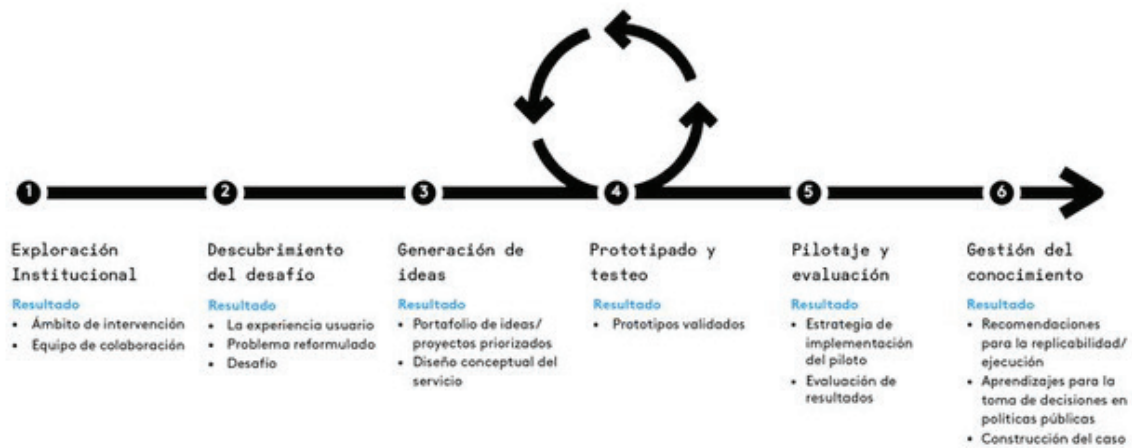 1
2
3
4
5
6
Exploración
Institucional
Resultado
• Ámbito de intervención
• Equipo de colaboración
Descubrimiento
del desafío
Resultado
• La experiencia usuario
• Problema reformulado
• Desafío
Generación de
ideas
Resultado
• Portafolio de ideas/
proyectos priorizados
• Diseño conceptual del
servicio
Prototipado y
testeo
Resultado
• Prototipos validados
Pilotaje y
evaluación
Resultado
• Estrategia de
implementación
del piloto
• Evaluación de
resultados
Gestión del
conocimiento
Resultado
• Recomendaciones
para la replicabilidad/
ejecución
• Aprendizajes para la
toma de decisiones en
políticas públicas
• Construcción del caso